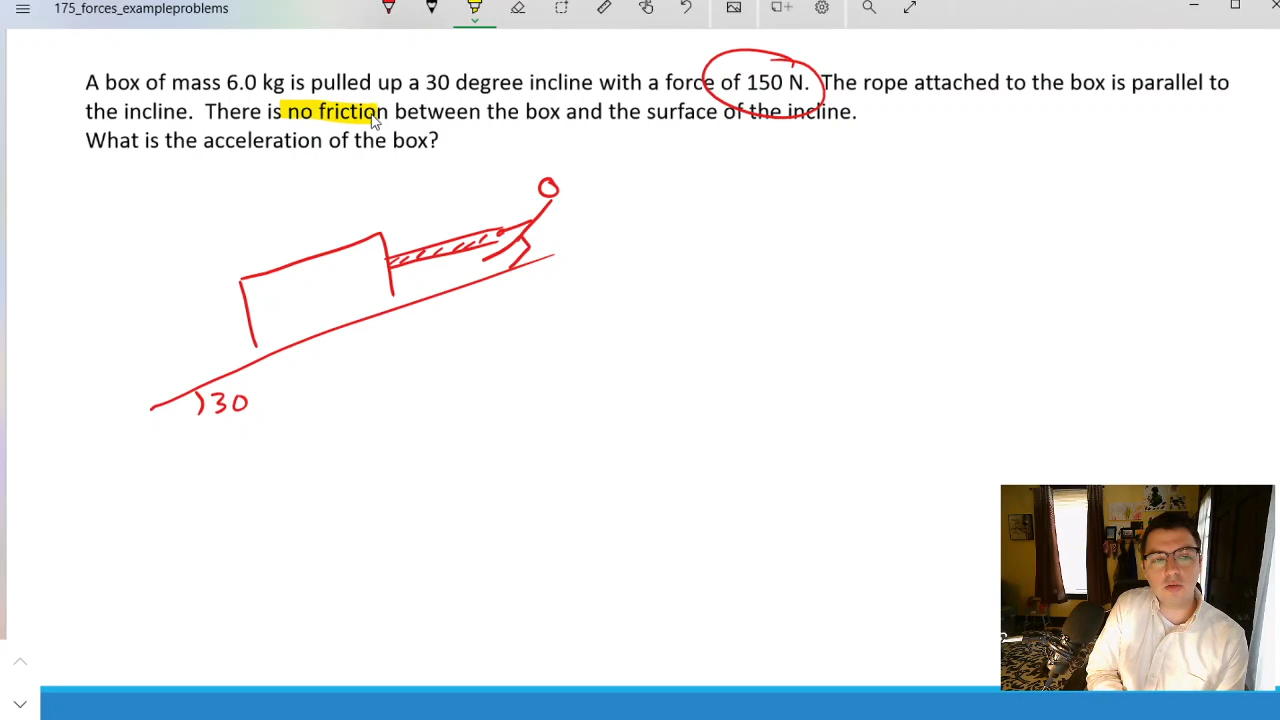 175_forces_exampleproblems
A box of mass 6.0 kg is pulled up a 30 degree incline with a force of 150 N. The rope attached to the box is parallel to
the incline. There is no friction between the box and the surface of the incline.
What is the acceleration of the box?
30